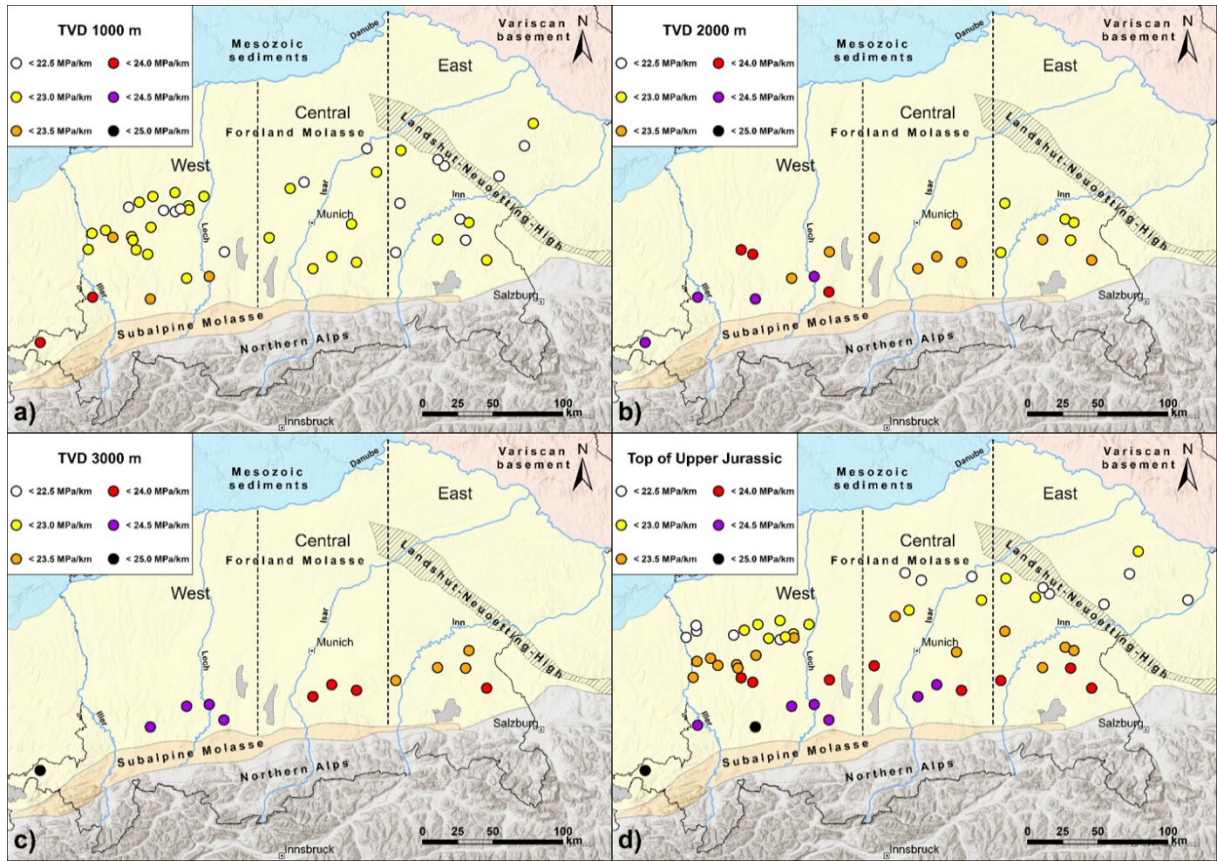 TVD 1000 m
< 22.5 MPa/km
< 24.0 MPa/km
< 23.0 MPa/km
< 24.5 MPa/km
< 23.5 MPa/km
< 25.0 MPa/km
Mesozoic
sediments
Danube
Variscan
basement
N
East
Central
Foreland Molasse
Landshut-Neuoetting-High
West
Isar
Inn
Munich
Lech
Iller
Salzburg
Subalpine Molasse
Northern Alps
Innsbruck
0 25 50 100
km
a)
TVD 2000 m
< 22.5 MPa/km
< 24.0 MPa/km
< 23.0 MPa/km
< 24.5 MPa/km
< 23.5 MPa/km
< 25.0 MPa/km
Mesozoic
sediments
Danube
Variscan
basement
N
East
Central
Foreland Molasse
Landshut-Neuoetting-High
West
Isar
Inn
Munich
Lech
Iller
Salzburg
Subalpine Molasse
Northern Alps
Innsbruck
0 25 50 100
km
b)
TVD 3000 m
< 22.5 MPa/km
< 24.0 MPa/km
< 23.0 MPa/km
< 24.5 MPa/km
< 23.5 MPa/km
< 25.0 MPa/km
Mesozoic
sediments
Danube
Variscan
basement
N
East
Central
Foreland Molasse
Landshut-Neuoetting-High
West
Isar
Inn
Munich
Lech
Iller
Salzburg
Subalpine Molasse
Northern Alps
Innsbruck
0 25 50 100
km
c)
Top of Upper Jurassic
< 22.5 MPa/km
< 24.0 MPa/km
< 23.0 MPa/km
< 24.5 MPa/km
< 23.5 MPa/km
< 25.0 MPa/km
Mesozoic
sediments
Danube
Variscan
basement
N
East
Central
Foreland Molasse
Landshut-Neuoetting-High
West
Isar
Inn
Munich
Lech
Iller
Salzburg
Subalpine Molasse
Northern Alps
Innsbruck
0 25 50 100
km
d)